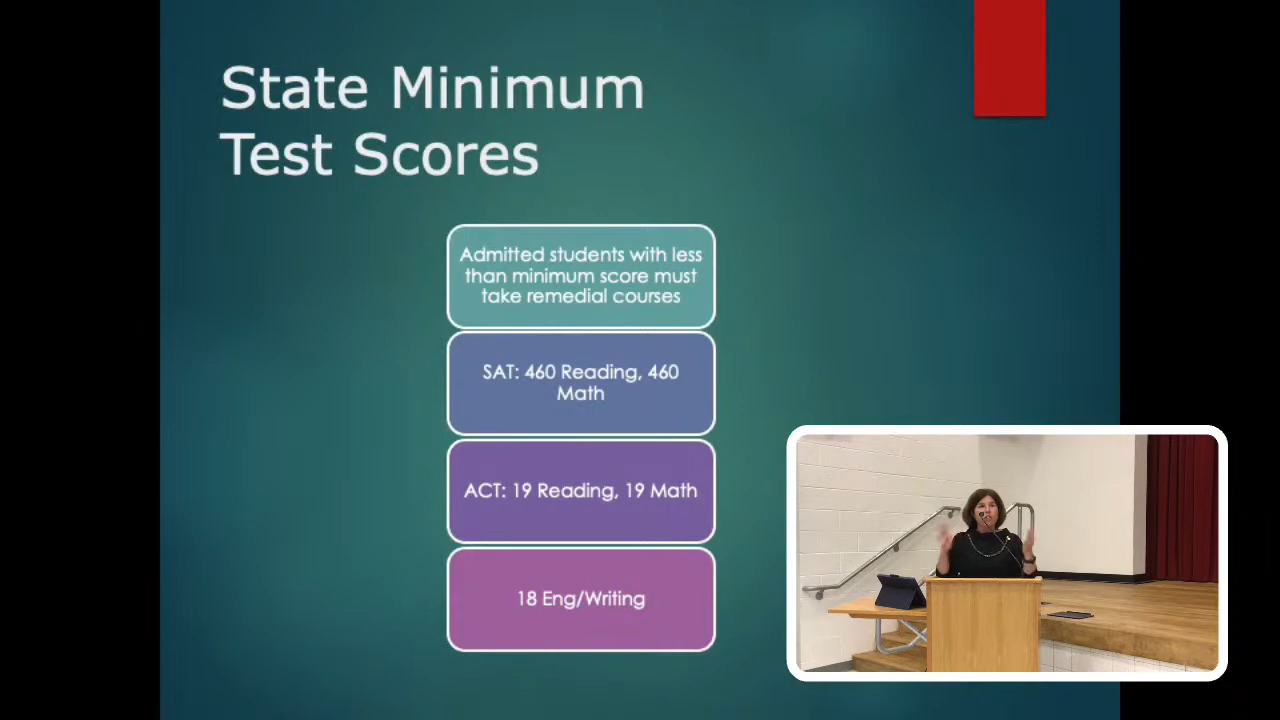 State Minimum
Test Scores
Admitted students with less
than minimum score must
take remedial courses
SAT: 460 Reading, 460
Math
ACT: 19 Reading, 19 Math
18 Eng/Writing